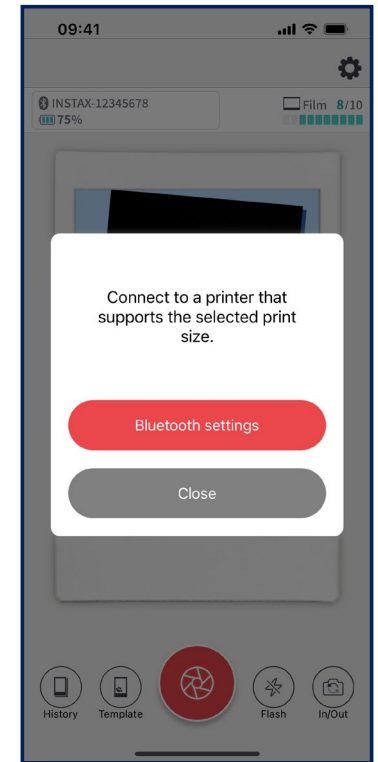 09:41
INSTAX-12345678
75%
Film 8/10
Connect to a printer that
supports the selected print
size.
Bluetooth settings
Close
History
Template
Flash
In/Out